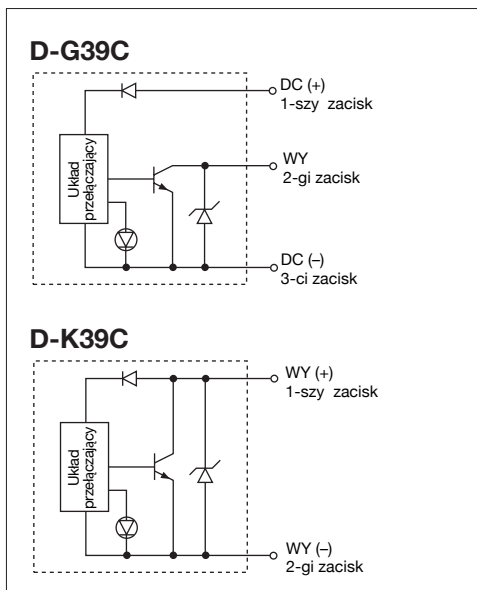 D-G39C
DC (+)
1-szy zacisk
Układ
przełączający
WY
2-gi zacisk
DC (–)
3-ci zacisk
D-K39C
WY (+)
1-szy zacisk
Układ
przełączający
WY (–)
2-gi zacisk